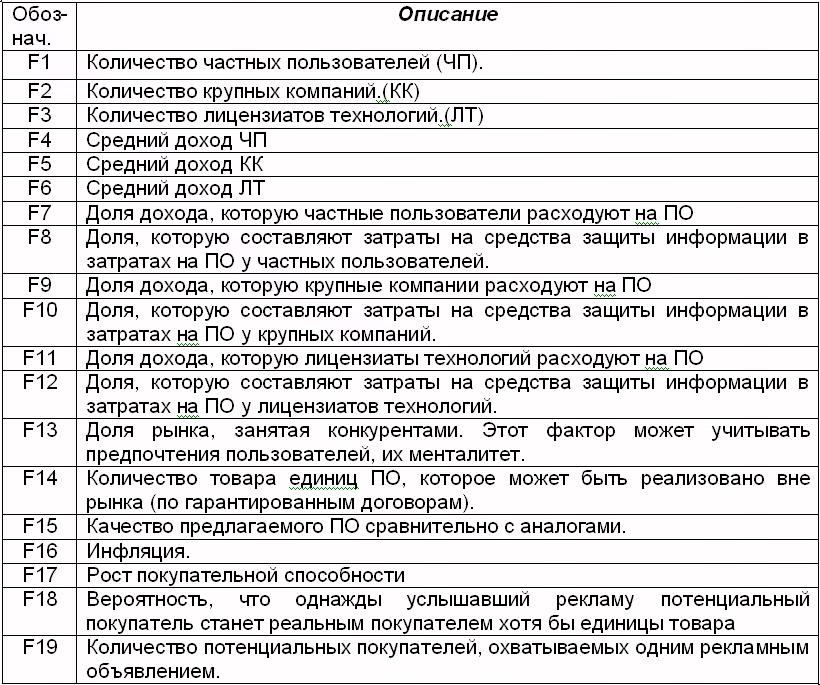 Обоз-
нач.
Описание
F1 Количество частных пользователей (ЧП).
F2 Количество крупных компаний.(КК)
F3 Количество лицензиатов технологий.(ЛТ)
F4 Средний доход ЧП
F5 Средний доход КК
F6 Средний доход ЛТ
F7 Доля дохода, которую частные пользователи расходуют на ПО
F8 Доля, которую составляют затраты на средства защиты информации в
затратах на ПО у частных пользователей.
F9 Доля дохода, которую крупные компании расходуют на ПО
F10 Доля, которую составляют затраты на средства защиты информации в
затратах на ПО у крупных компаний.
F11 Доля дохода, которую лицензиаты технологий расходуют на ПО
F12 Доля, которую составляют затраты на средства защиты информации в
затратах на ПО у лицензиатов технологий.
F13 Доля рынка, занятая конкурентами. Этот фактор может учитывать
предпочтения пользователей, их менталитет.
F14 Количество товара единиц ПО, которое может быть реализовано вне
рынка (по гарантированным договорам).
F15 Качество предлагаемого ПО сравнительно с аналогами.
F16 Инфляция.
F17 Рост покупательной способности
F18 Вероятность, что однажды услышавший рекламу потенциальный
покупатель станет реальным покупателем хотя бы единицы товара
F19 Количество потенциальных покупателей, охватываемых одним рекламным
объявлением.